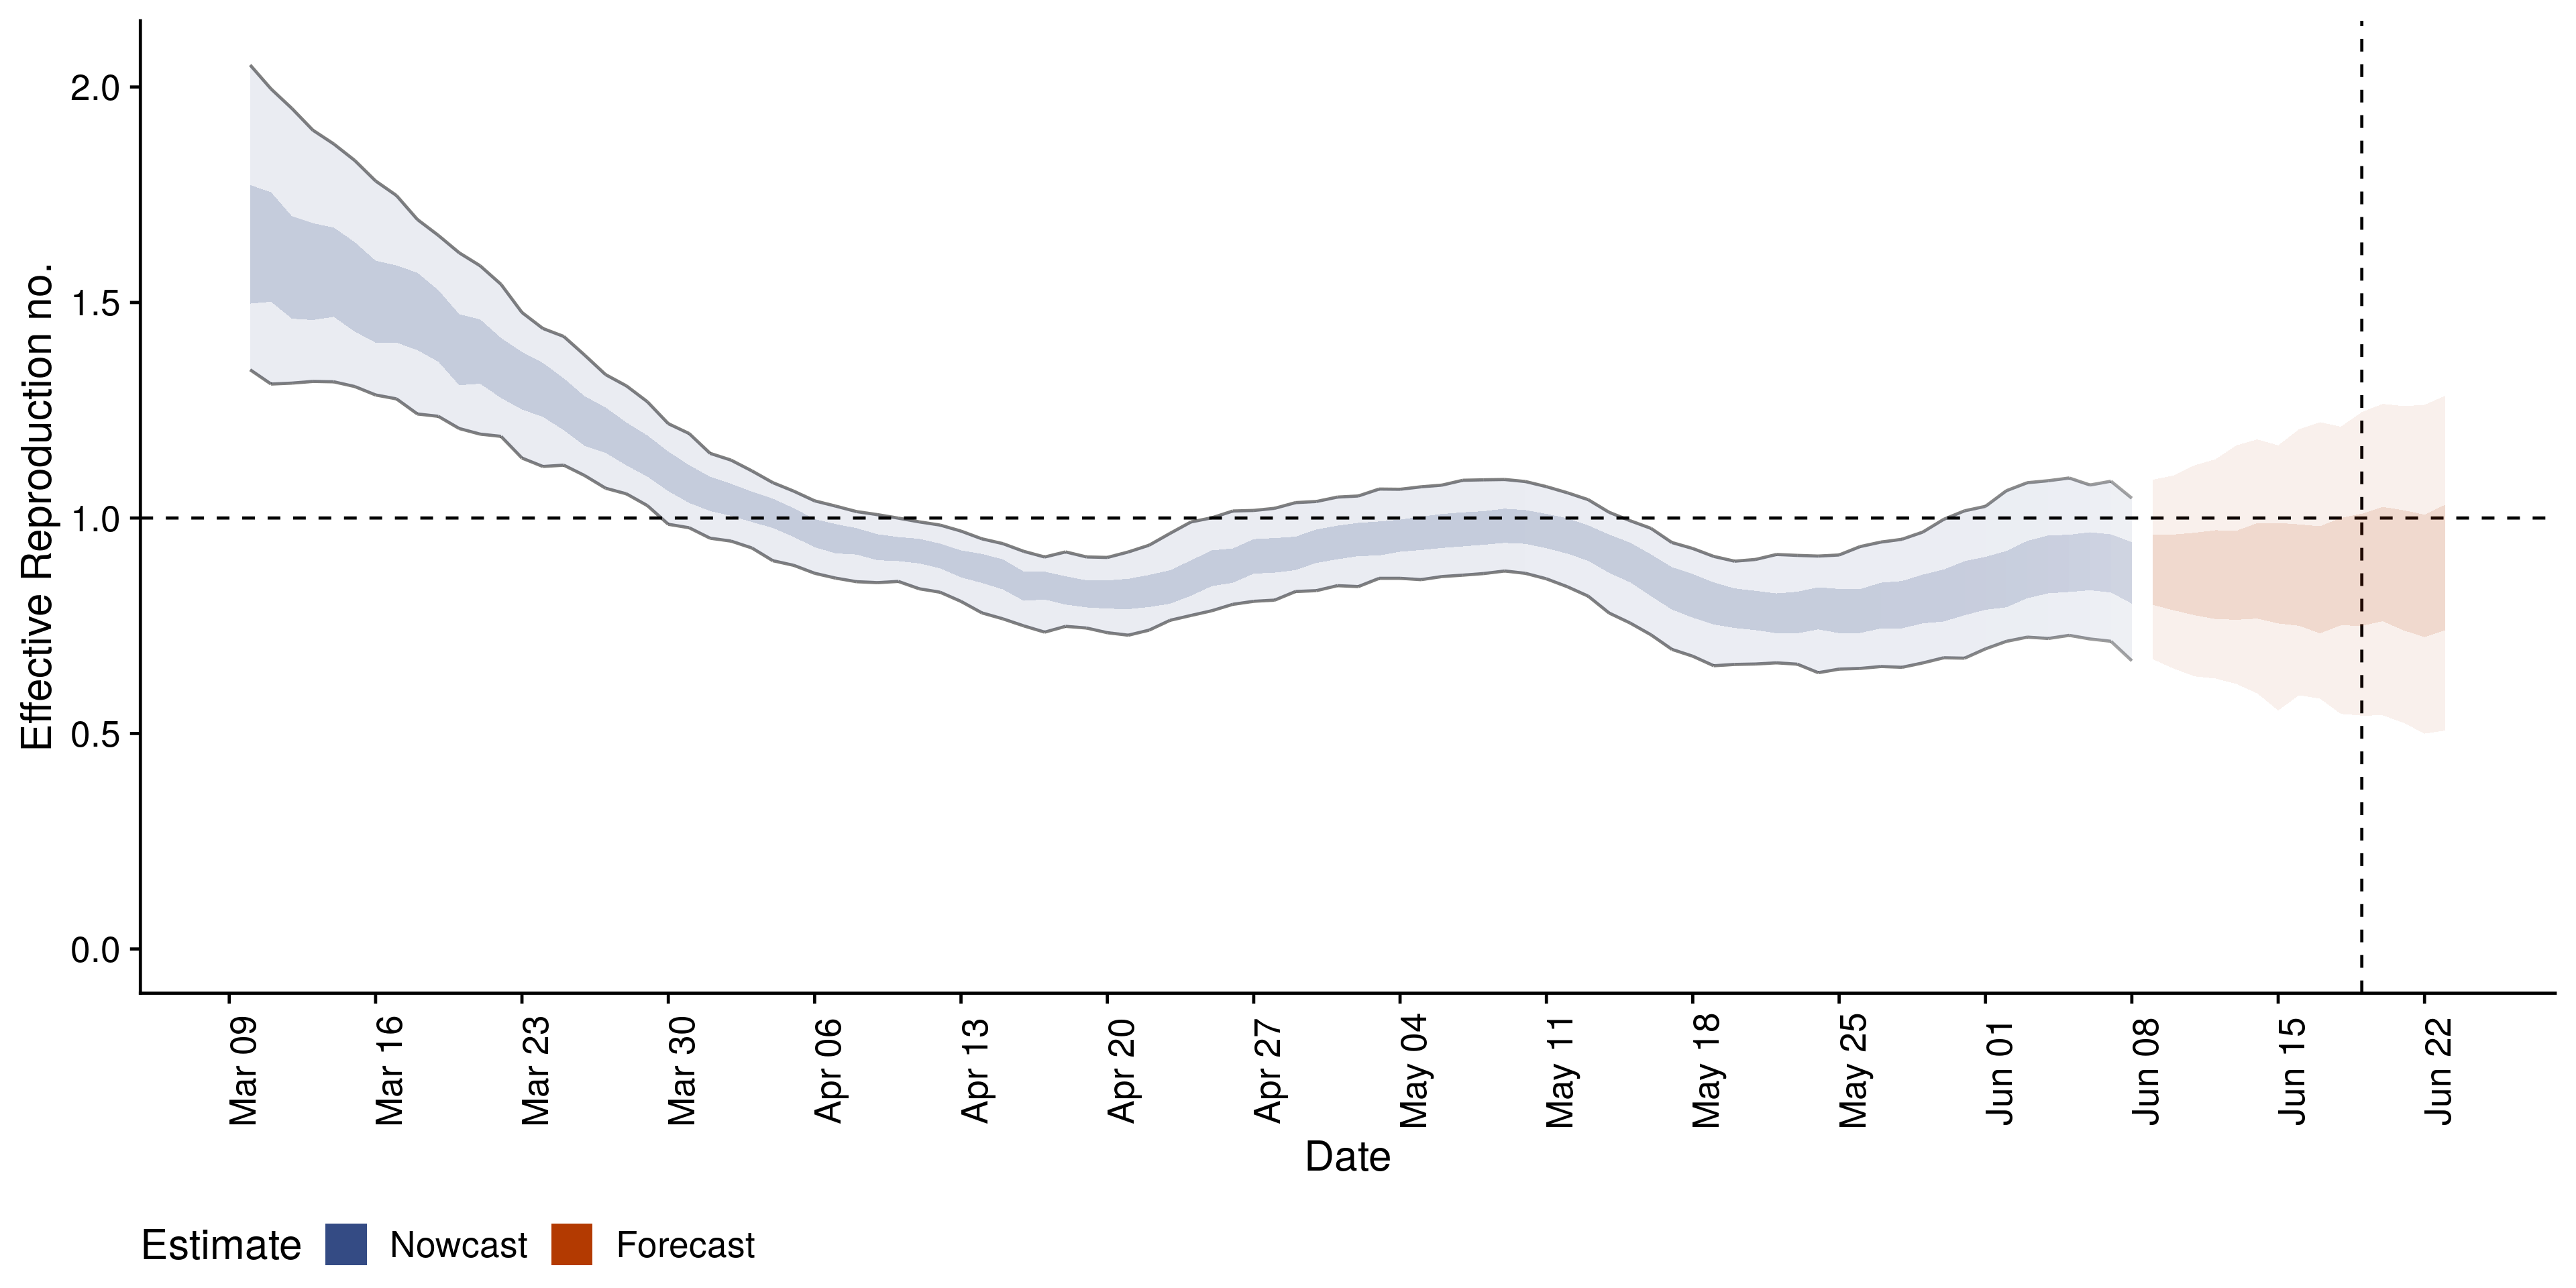 Effective Reproduction no.
2.0
1.5
1.0
0.5
0.0
Mar 09
Mar 16
Mar 23
Mar 30
Apr 06
Apr 13
Apr 20
Apr 27
May 04
May 11
May 18
May 25
Jun 01
Jun 08
Jun 15
Jun 22
Date
Estimate Nowcast Forecast